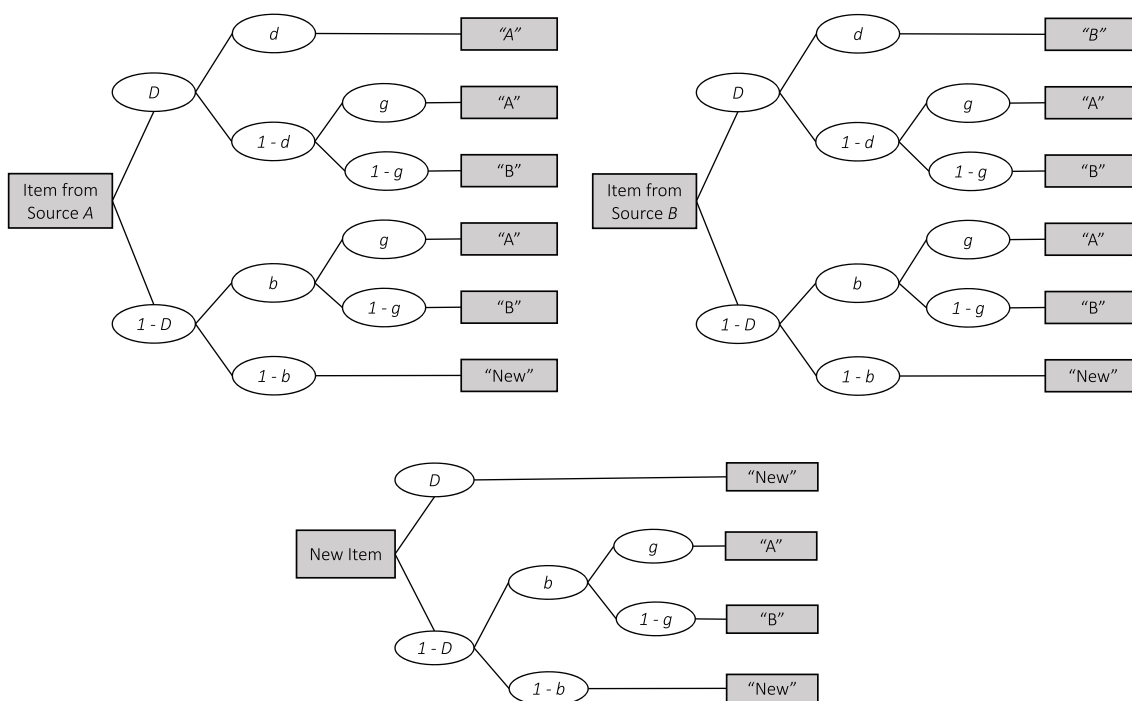 d
“A”
D
g
“A”
1 - d
1 - g
“B”
Item from
Source A
g
“A”
b
1 - g
“B”
1 - D
1 - b
“New”
d
“B”
D
g
“A”
1 - d
1 - g
“B”
Item from
Source B
g
“A”
b
1 - g
“B”
1 - D
1 - b
“New”
D
“New”
New Item
g
“A”
b
1 - g
“B”
1 - D
1 - b
“New”